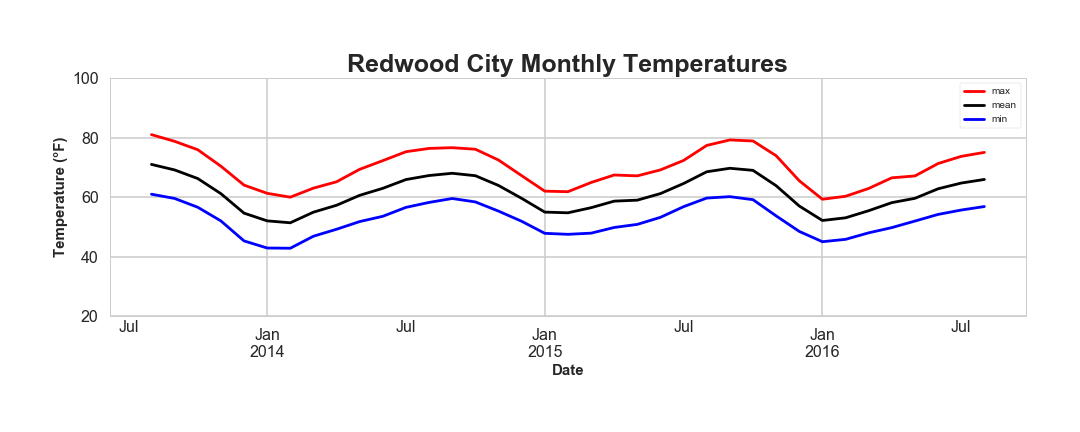 Redwood City Monthly Temperatures
100
80
60
40
20
Temperature (°F)
max
mean
min
Jul
Jan
2014
Jul
Jan
2015
Jul
Jan
2016
Jul
Date